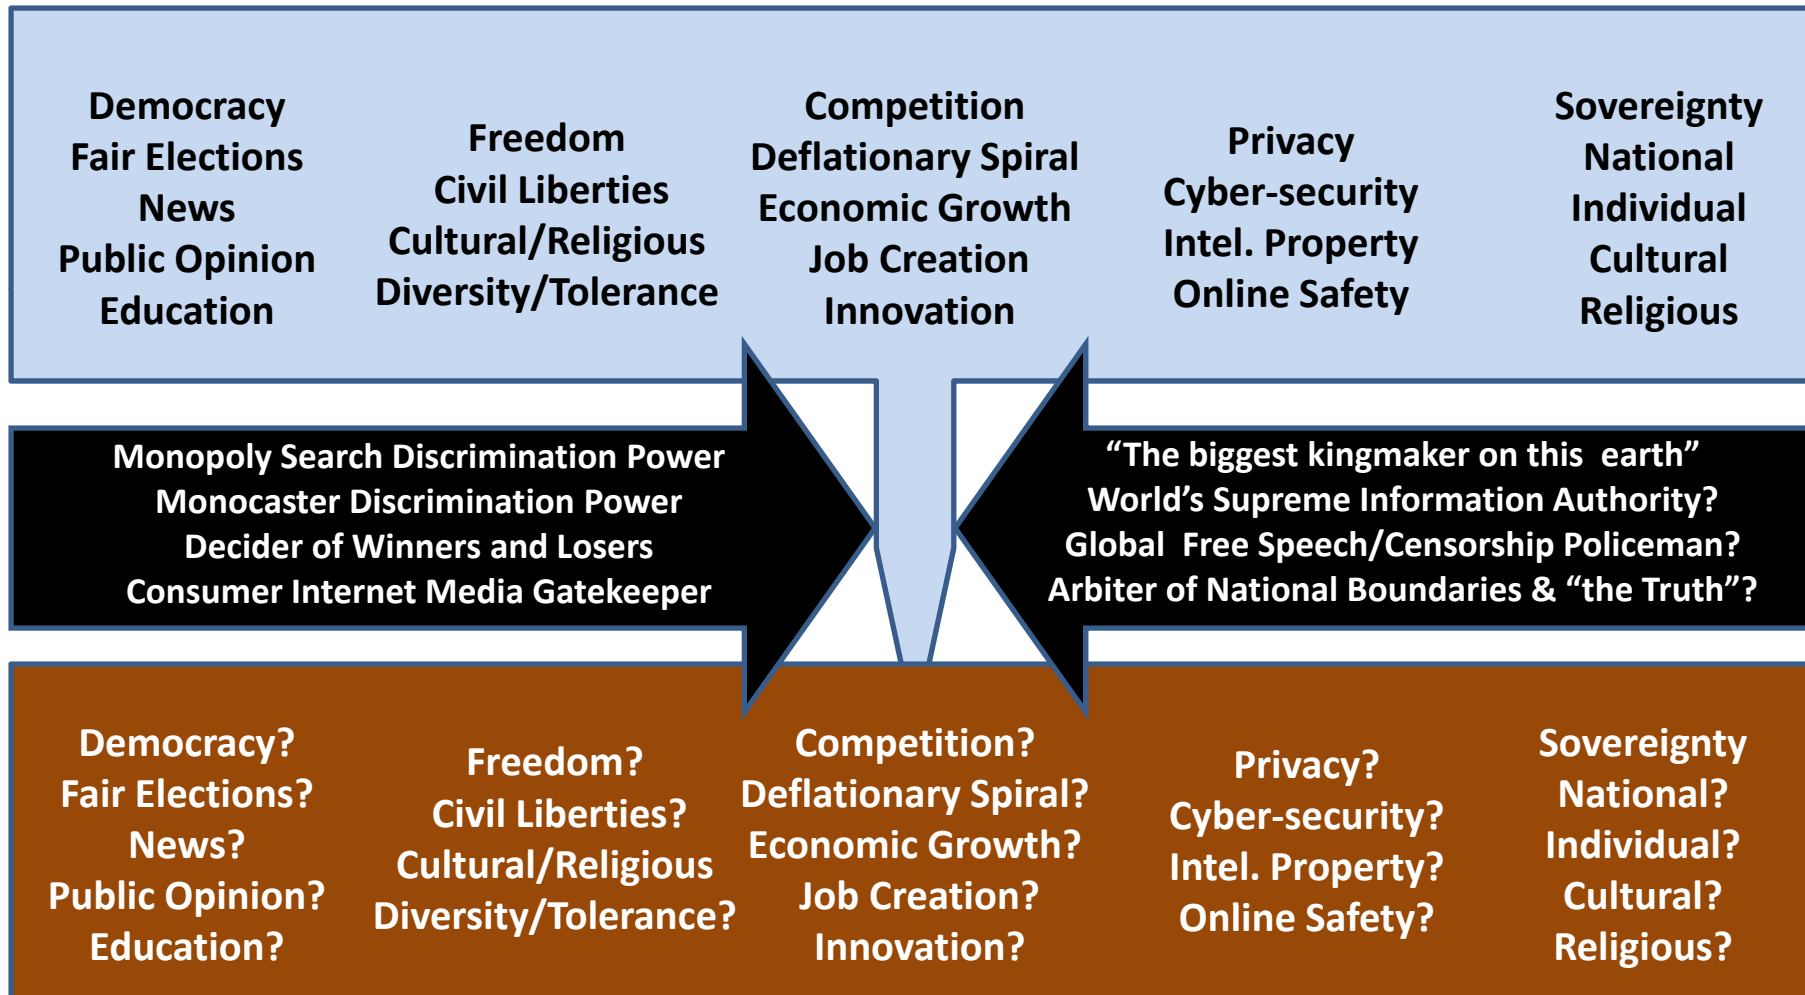 Democracy
Fair Elections
News
Public Opinion
Education
Freedom
Civil Liberties
Cultural/Religious
Diversity/Tolerance
Competition
Deflationary Spiral
Economic Growth
Job Creation
Innovation
Privacy
Cyber-security
Intel. Property
Online Safety
Sovereignty
National
Individual
Cultural
Religious
Monopoly Search Discrimination Power
Monocaster Discrimination Power
Decider of Winners and Losers
Consumer Internet Media Gatekeeper
“The biggest kingmaker on this earth”
World’s Supreme Information Authority?
Global Free Speech/Censorship Policeman?
Arbiter of National Boundaries & “the Truth”?
Democracy?
Fair Elections?
News?
Public Opinion?
Education?
Freedom?
Civil Liberties?
Cultural/Religious
Diversity/Tolerance?
Competition?
Deflationary Spiral?
Economic Growth?
Job Creation?
Innovation?
Privacy?
Cyber-security?
Intel. Property?
Online Safety?
Sovereignty
National?
Individual?
Cultural?
Religious?